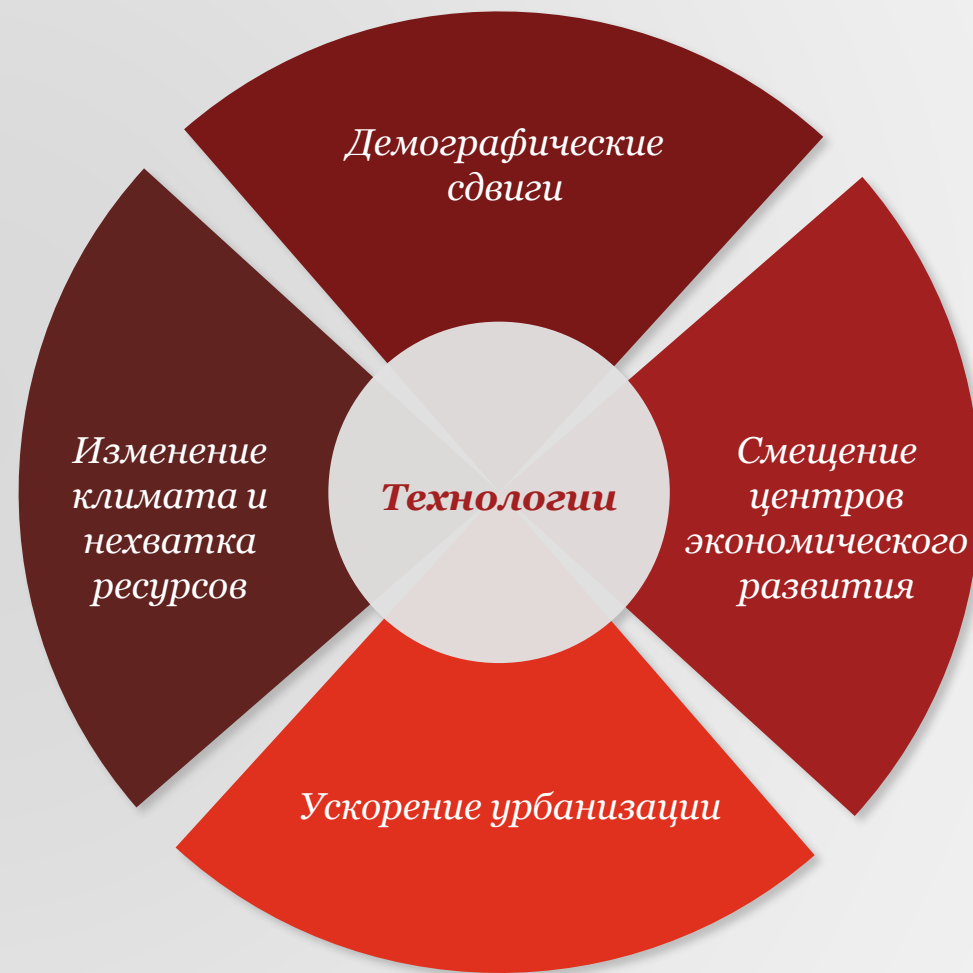 Демографические
сдвиги
Изменение
климата и
нехватка
ресурсов
Технологии
Смещение
центров
экономического
развития
Ускорение урбанизации